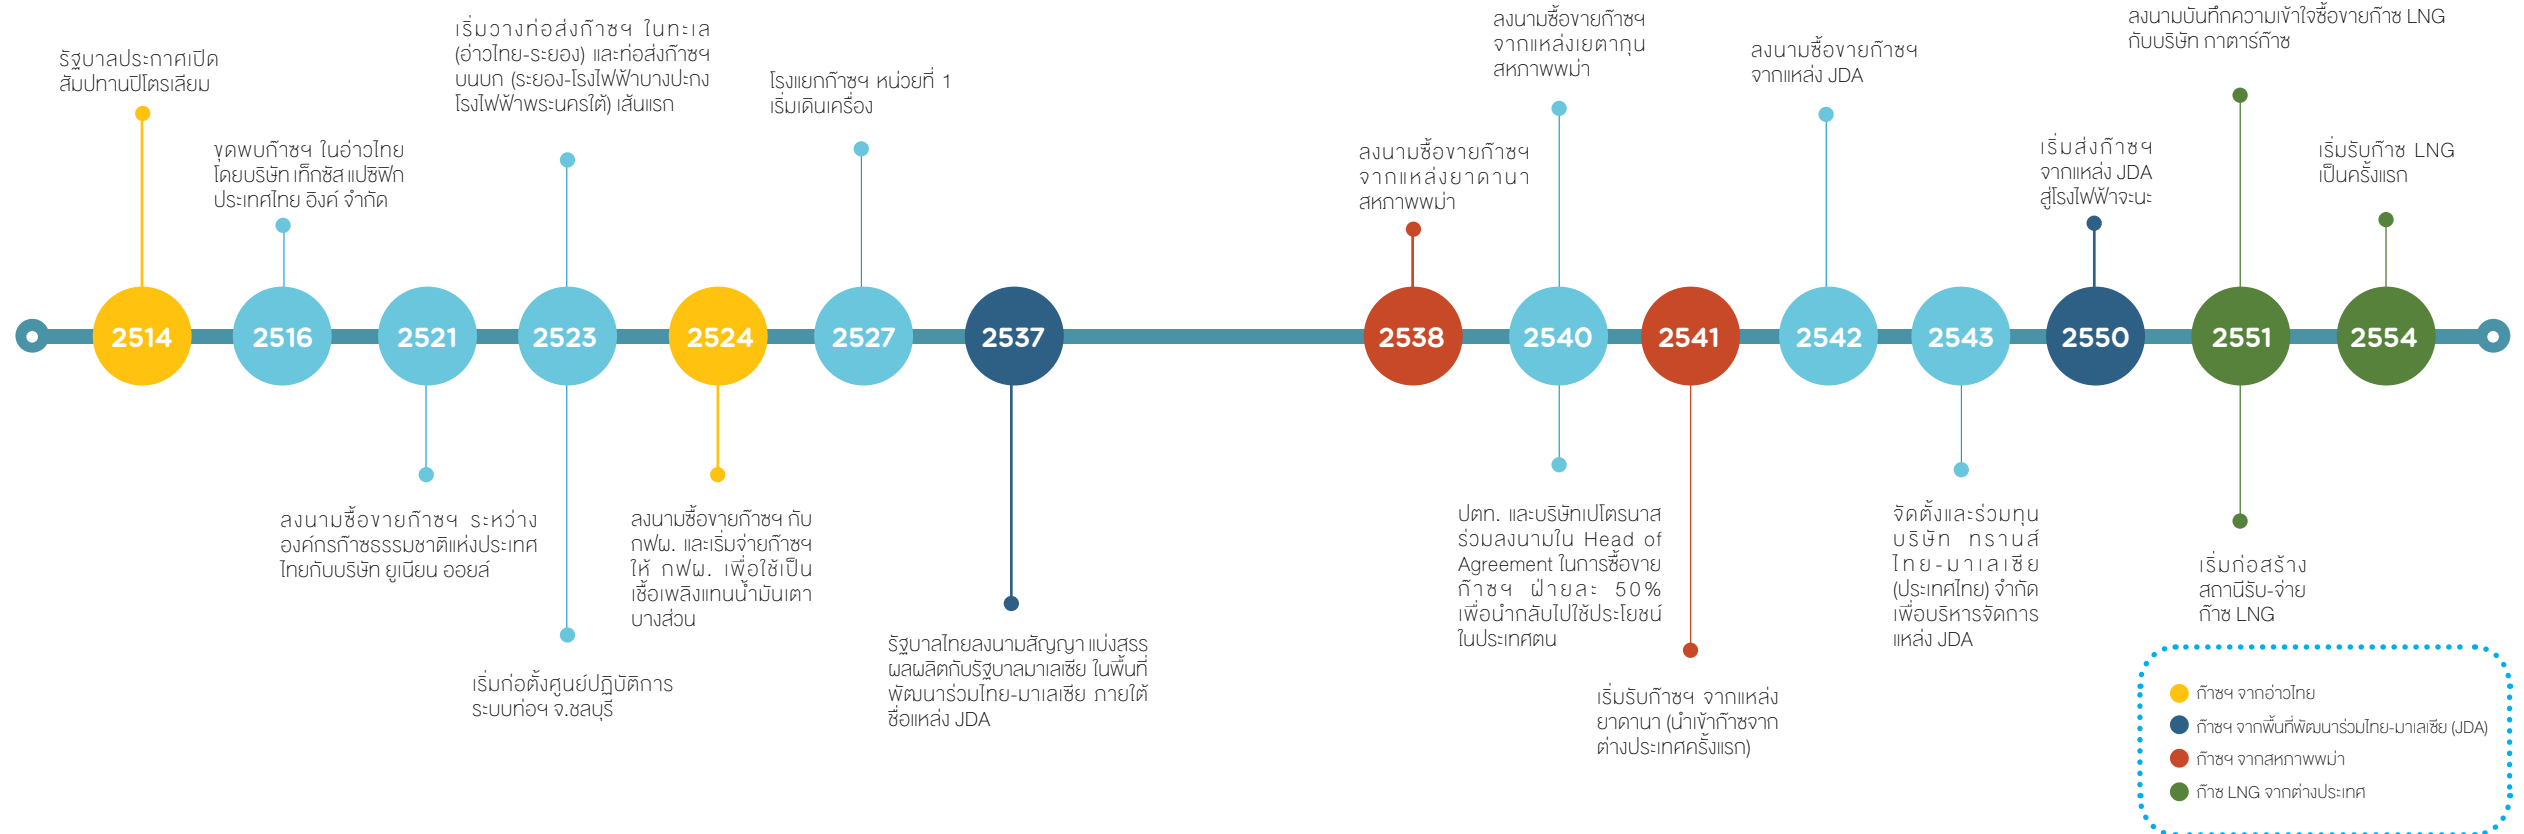 รัฐบาลประกาศเปิด
สัมปทานปิโตรเลียม
ขุดพบก๊าซฯ ในอ่าวไทย
โดยบริษัท เท็กซัส แปซิฟิก
ประเทศไทย อิงค์ จำกัด
เริ่มวางท่อส่งก๊าซฯ ในทะเล
(อ่าวไทย-ระยอง) และท่อส่งก๊าซฯ
บนบก (ระยอง-โรงไฟฟ้าบางปะกง
โรงไฟฟ้าพระนครใต้) เส้นแรก
โรงแยกก๊าซฯ หน่วยที่ 1
เริ่มเดินเครื่อง
ลงนามซื้อขายก๊าซฯ
จากแหล่งยาดานา
สหภาพพม่า
ลงนามซื้อขายก๊าซฯ
จากแหล่งเยตากุน
สหภาพพม่า
ลงนามซื้อขายก๊าซฯ
จากแหล่ง JDA
เริ่มส่งก๊าซฯ
จากแหล่ง JDA
สู่โรงไฟฟ้าจะนะ
ลงนามบันทึกความเข้าใจซื้อขายก๊าซ LNG
กับบริษัท กาตาร์ก๊าซ
เริ่มรับก๊าซ LNG
เป็นครั้งแรก
2514
2516
2521
2523
2524
2527
2537
2538
2540
2541
2542
2543
2550
2551
2554
ลงนามซื้อขายก๊าซฯ ระหว่าง
องค์กรก๊าซธรรมชาติแห่งประเทศ
ไทยกับบริษัท ยูเนียน ออยล์
เริ่มก่อตั้งศูนย์ปฏิบัติการ
ระบบท่อฯ จ.ชลบุรี
ลงนามซื้อขายก๊าซฯ กับ
กฟผ. และเริ่มจ่ายก๊าซฯ
ให้ กฟผ. เพื่อใช้เป็น
เชื้อเพลิงแทนน้ำมันเตา
บางส่วน
รัฐบาลไทยลงนามสัญญา แบ่งสรร
ผลผลิตกับรัฐบาลมาเลเซีย ในพื้นที่
พัฒนาร่วมไทย-มาเลเซีย ภายใต้
ชื่อแหล่ง JDA
ปตท. และบริษัทเปโตรนาส
ร่วมลงนามใน Head of
Agreement ในการซื้อขาย
ก๊าซฯ ฝ่ายละ 50%
เพื่อนำกลับไปใช้ประโยชน์
ในประเทศตน
เริ่มรับก๊าซฯ จากแหล่ง
ยาดานา (นำเข้าก๊าซจาก
ต่างประเทศครั้งแรก)
จัดตั้งและร่วมทุน
บริษัท ทรานส์
ไทย-มาเลเซีย
(ประเทศไทย) จำกัด
เพื่อบริหารจัดการ
แหล่ง JDA
เริ่มก่อสร้าง
สถานีรับ-จ่าย
ก๊าซ LNG
ก๊าซฯ จากอ่าวไทย
ก๊าซฯ จากพื้นที่พัฒนาร่วมไทย-มาเลเซีย (JDA)
ก๊าซฯ จากสหภาพพม่า
ก๊าซ LNG จากต่างประเทศ